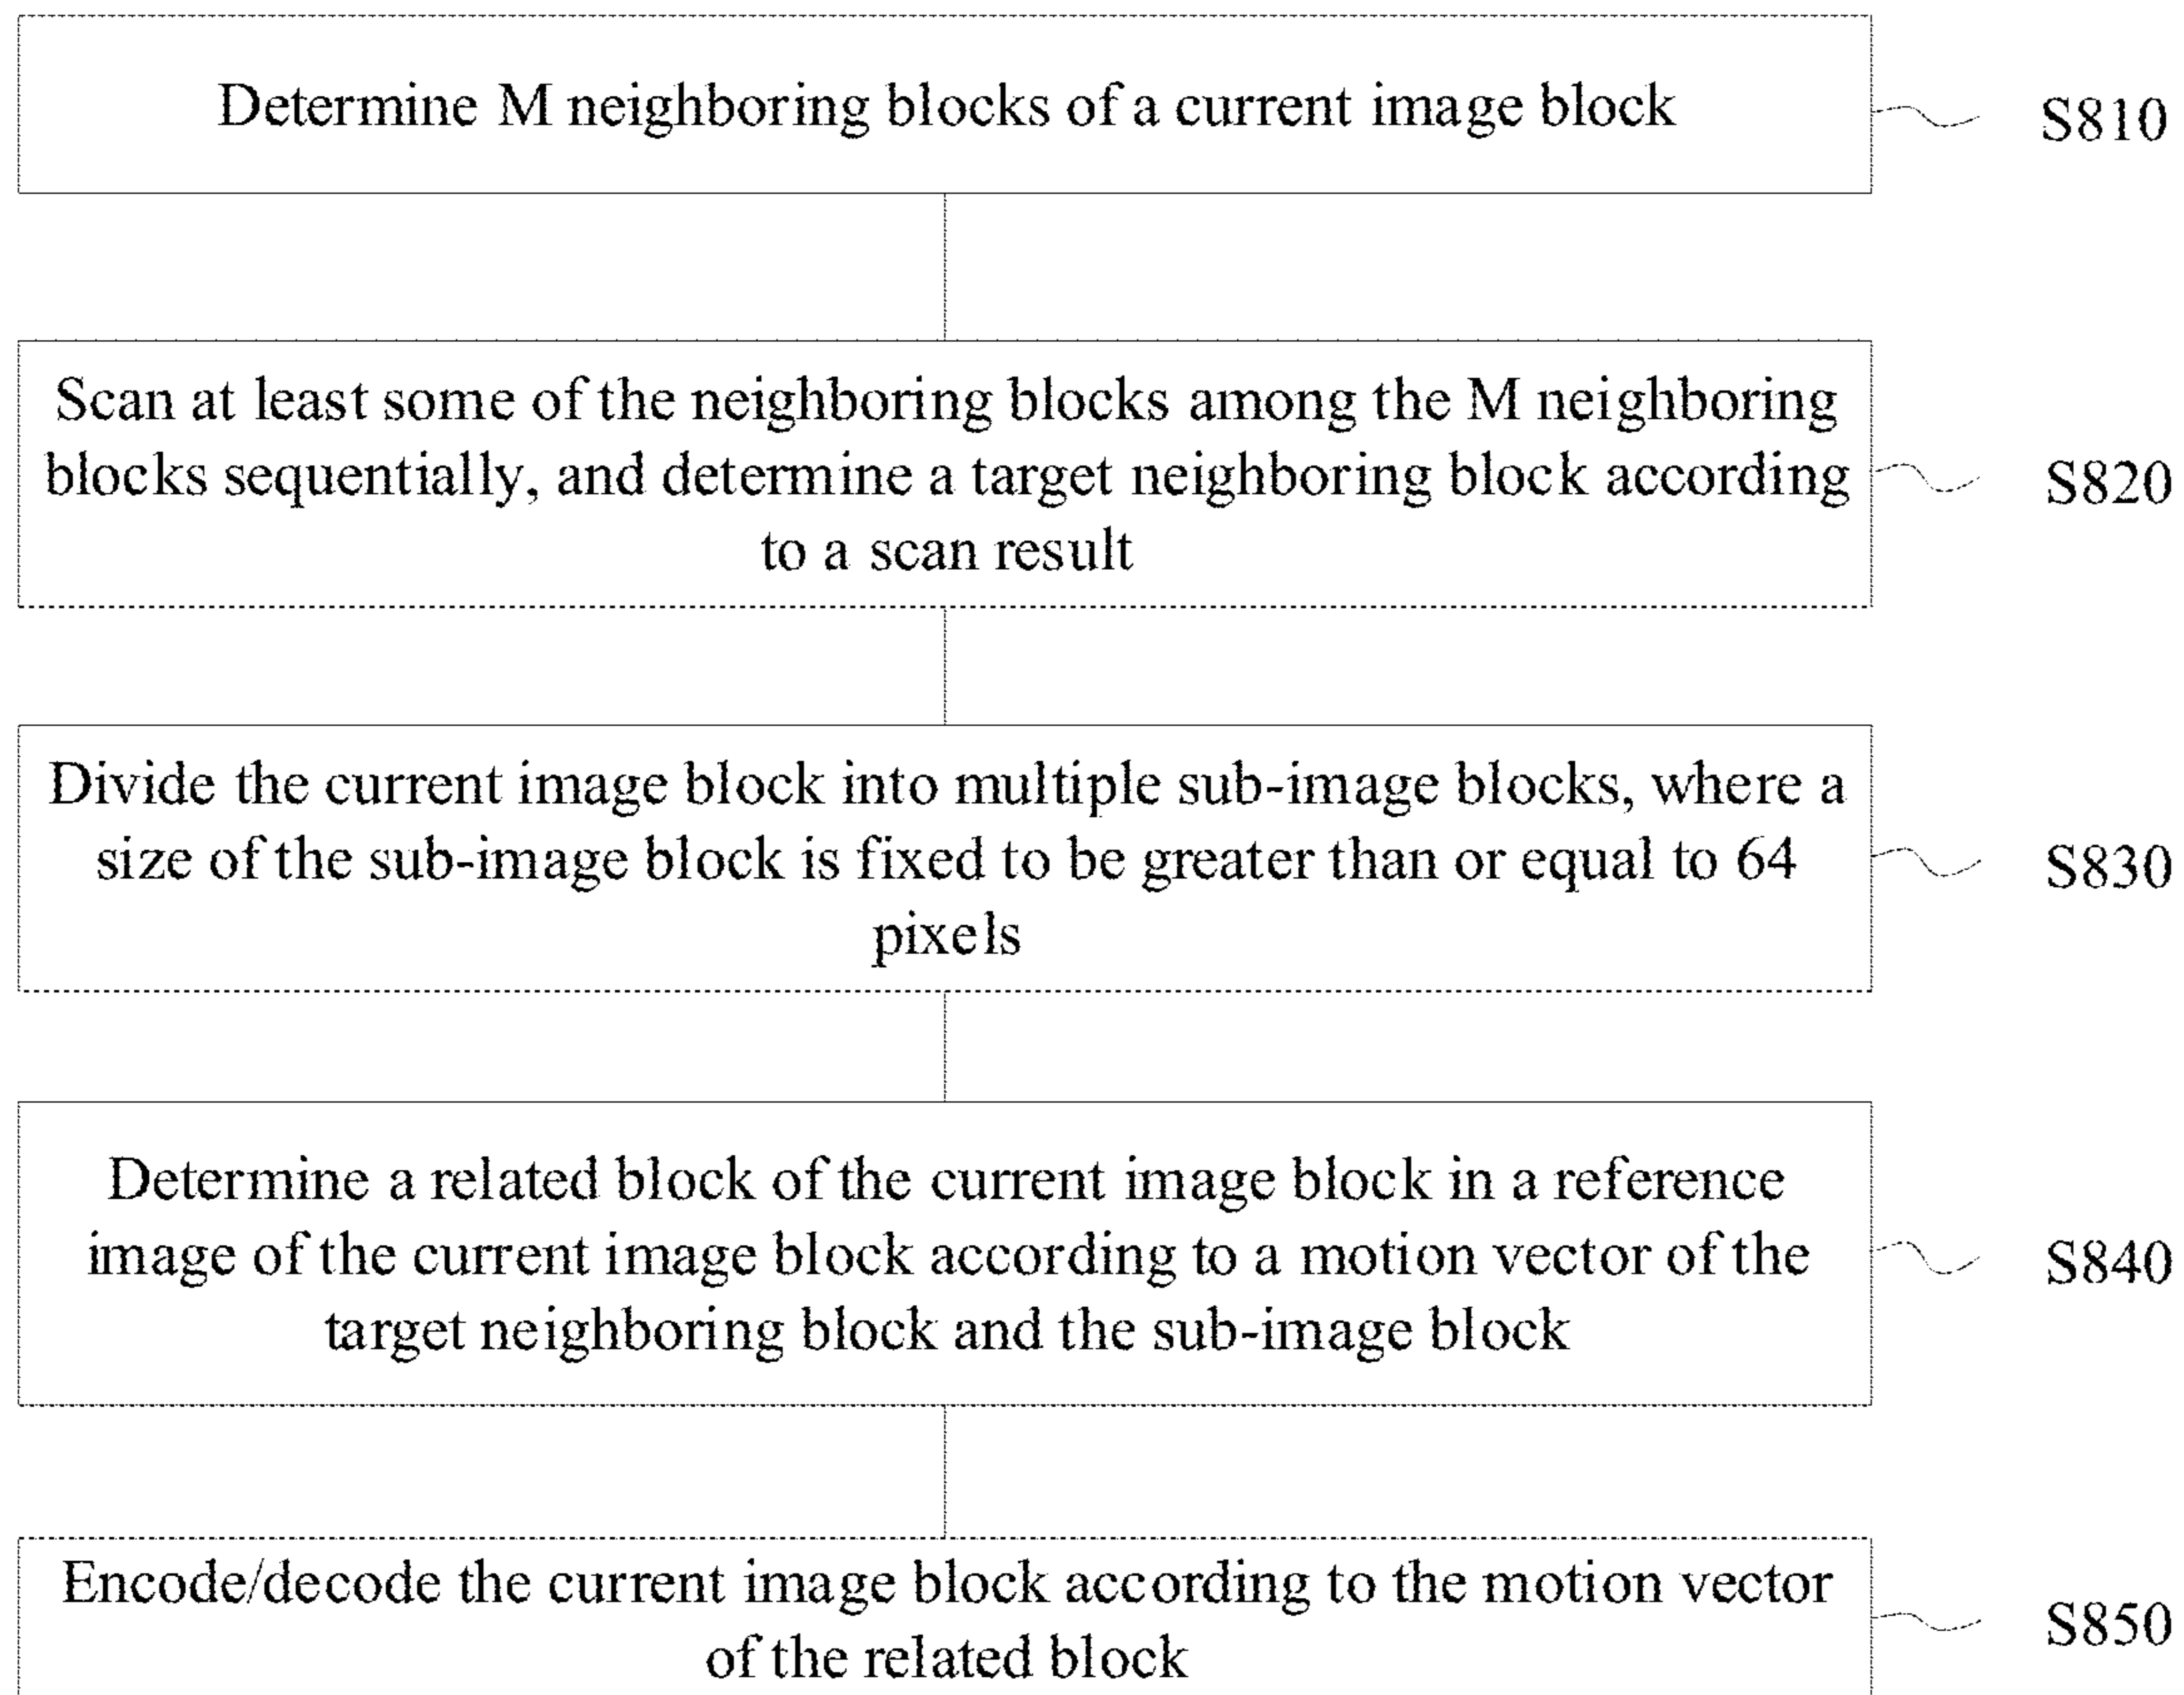 Determine M neighboring blocks of a current image block
S810
Scan at least some of the neighboring blocks among the M neighboring
blocks sequentially, and determine a target neighboring block according
to a scan result
S820
Divide the current image block into multiple sub-image blocks, where a
size of the sub-image block is fixed to be greater than or equal to 64
pixels
S830
Determine a related block of the current image block in a reference
image of the current image block according to a motion vector of the
target neighboring block and the sub-image block
S840
Encode/decode the current image block according to the motion vector
of the related block
S850